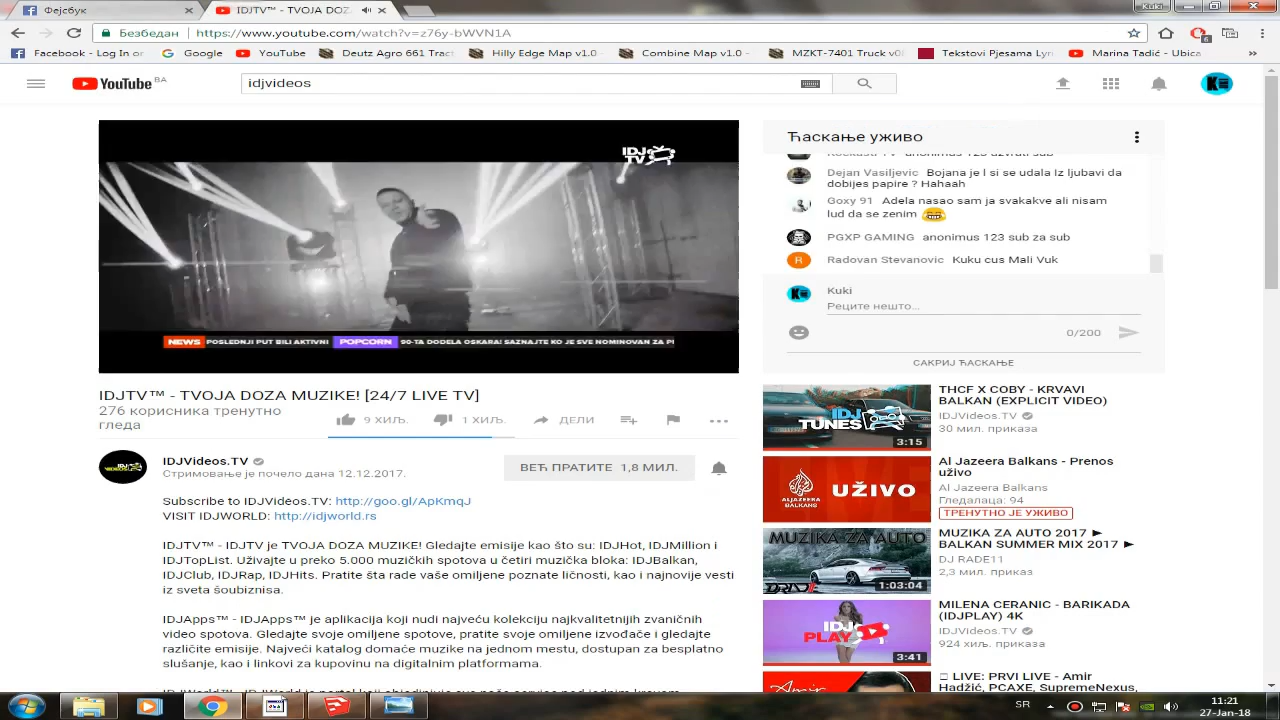 Фејсбук
IDJTV™ - TVOJA DOZ
Kuki
Безбедан
https://www.youtube.com/watch?v=z76y-bWVN1A
Facebook - Log In or
Google
YouTube
Deutz Agro 661 Tract
Hilly Edge Map v1.0 -
Combine Map v1.0 -
MZKT-7401 Truck v0
Tekstovi Pjesama Lyri
Marina Tadić - Ubica
YouTube BA
idjvideos
IDJ TV
NEWS POSLEDNJI PUT BILI AKTIVNI POPCORN 90-TA DODELA OSKARA! SAZNAJTE KO JE SVE NOMINOVAN ZA
IDJTV™ - TVOJA DOZA MUZIKE! [24/7 LIVE TV]
276 корисника тренутно
гледа
9 ХИЉ.
1 ХИЉ.
ДЕЛИ
IDJVideos.TV
Стримовање је почело дана 12.12.2017.
ВЕЋ ПРАТИТЕ 1,8 МИЛ.
Subscribe to IDJVideos.TV: http://goo.gl/ApKmqJ
VISIT IDJWORLD: http://idjworld.rs
IDJTV™ - IDJTV je TVOJA DOZA MUZIKE! Gledajte emisije kao što su: IDJHot, IDJMillion i
IDJTopList. Uživajte u preko 5.000 muzičkih spotova u četiri muzička bloka: IDJBalkan,
IDJClub, IDJRap, IDJHits. Pratite šta rade vaše omiljene poznate ličnosti, kao i najnovije vesti
iz sveta šoubiznisa.
IDJApps™ - IDJApps™ je aplikacija koji nudi najveću kolekciju najkvalitetnijih zvaničnih
video spotova. Gledajte svoje omiljene spotove, pratite svoje omiljene izvođače i gledajte
različite emisije. Najveći katalog domaće muzike na jednom mestu, dostupan za besplatno
slušanje, kao i linkovi za kupovinu na digitalnim platformama.
Ћаскање уживо
anonimus 123 uzvrati sub
Dejan Vasiljevic Bojana je l si se udala Iz ljubavi da
dobijes papire ? Hahaah
Goxy 91 Adela nasao sam ja svakakve ali nisam
lud da se zenim
PGXP GAMING anonimus 123 sub za sub
R Radovan Stevanovic Kuku cus Mali Vuk
Kuki
Реците нешто...
0/200
САКРИЈ ЋАСКАЊЕ
IDJ TUNES
3:15
THCF X COBY - KRVAVI
BALKAN (EXPLICIT VIDEO)
IDJVideos.TV
30 мил. приказа
ALJAZEERA
BALKANS
UŽIVO
Al Jazeera Balkans - Prenos
uživo
Al Jazeera Balkans
Гледалаца: 94
ТРЕНУТНО ЈЕ УЖИВО
MUZIKA ZA AUTO
1:03:04
MUZIKA ZA AUTO 2017 ►
BALKAN SUMMER MIX 2017 ►
DJ RADE11
2,3 мил. приказ
IDJ PLAY
3:41
MILENA CERANIC - BARIKADA
(IDJPLAY) 4K
IDJVideos.TV
924 хиљ. приказ
Amir
LIVE: PRVI LIVE - Amir
Hadžić, PCAXE, SupremeNexus,
SR
11:21
27-Jan-18